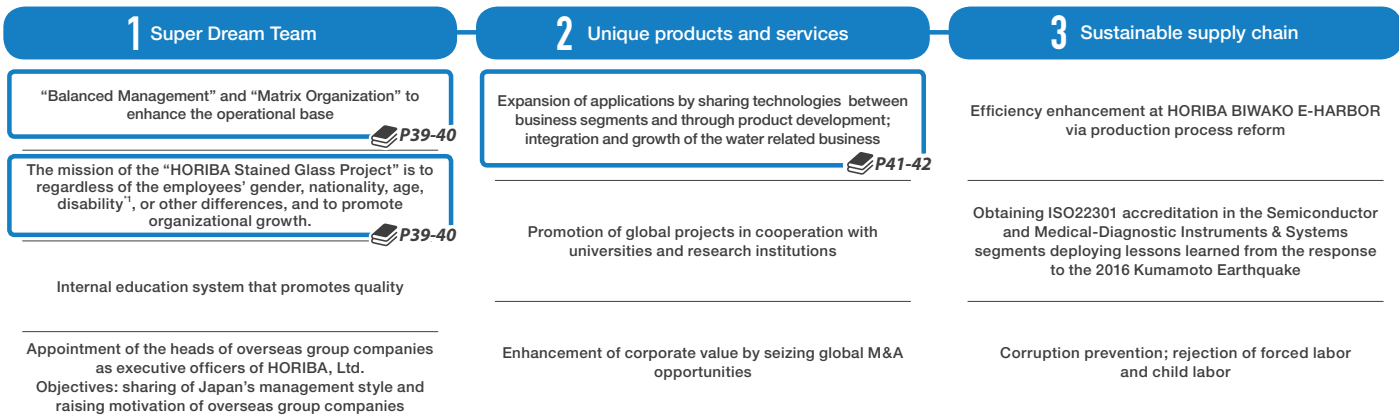 1 Super Dream Team
“Balanced Management” and “Matrix Organization” to
enhance the operational base
P39-40
The mission of the “HORIBA Stained Glass Project” is to
regardless of the employees’ gender, nationality, age,
disability*1, or other differences, and to promote
organizational growth.
P39-40
Internal education system that promotes quality
Appointment of the heads of overseas group companies
as executive officers of HORIBA, Ltd.
Objectives: sharing of Japan’s management style and
raising motivation of overseas group companies
2 Unique products and services
Expansion of applications by sharing technologies between
business segments and through product development;
integration and growth of the water related business
P41-42
Promotion of global projects in cooperation with
universities and research institutions
Enhancement of corporate value by seizing global M&A
opportunities
3 Sustainable supply chain
Efficiency enhancement at HORIBA BIWAKO E-HARBOR
via production process reform
Obtaining ISO22301 accreditation in the Semiconductor
and Medical-Diagnostic Instruments & Systems
segments deploying lessons learned from the response
to the 2016 Kumamoto Earthquake
Corruption prevention; rejection of forced labor
and child labor